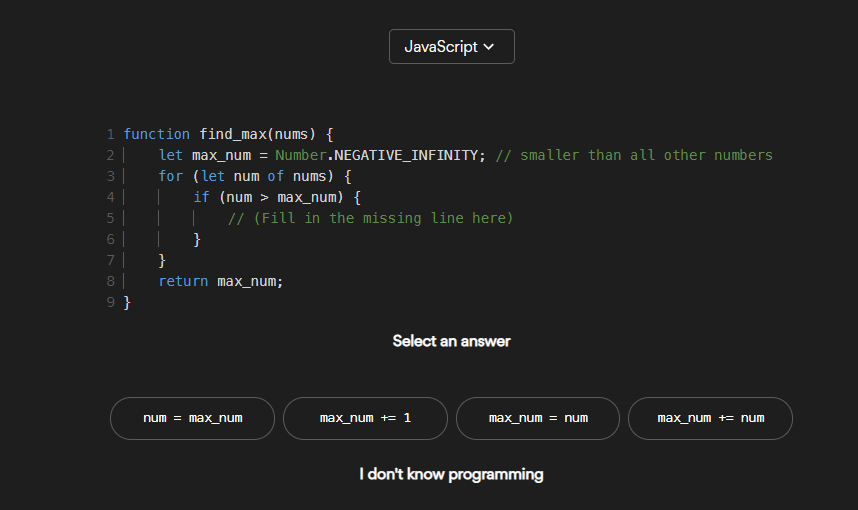 JavaScript
1 function find_max(nums) {
2     let max_num = Number.NEGATIVE_INFINITY; // smaller than all other numbers
3     for (let num of nums) {
4         if (num > max_num) {
5             // (Fill in the missing line here)
6         }
7     }
8     return max_num;
9 }
Select an answer
num = max_num
max_num += 1
max_num = num
max_num += num
I don't know programming